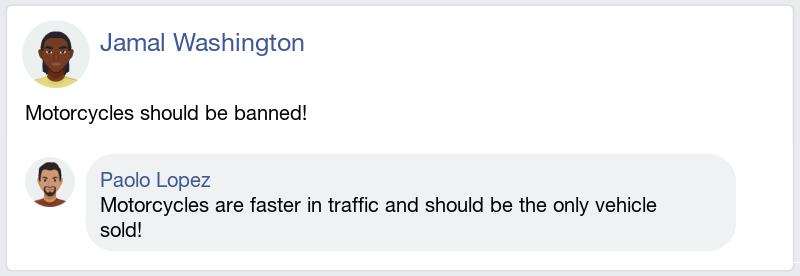 Jamal Washington
Motorcycles should be banned!
Paolo Lopez
Motorcycles are faster in traffic and should be the only vehicle
sold!